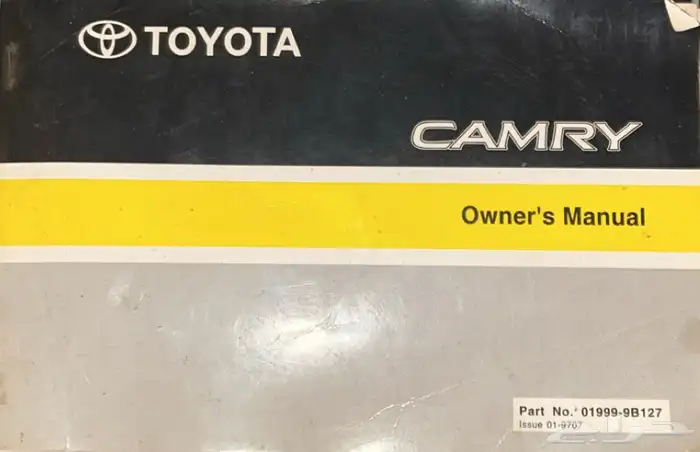 TOYOTA
CAMRY
Owner's Manual
Part No. 01999-9B127
Issue 01-9707